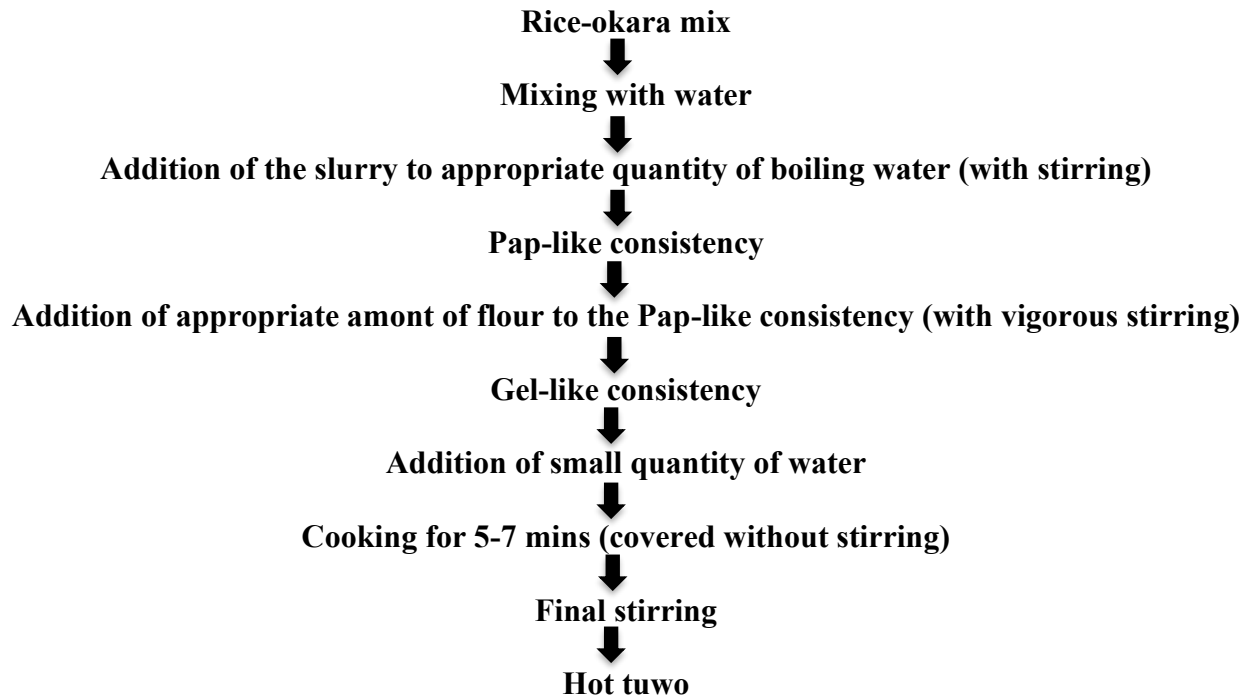 Rice-okara mix
Mixing with water
Addition of the slurry to appropriate quantity of boiling water (with stirring)
Pap-like consistency
Addition of appropriate amont of flour to the Pap-like consistency (with vigorous stirring)
Gel-like consistency
Addition of small quantity of water
Cooking for 5-7 mins (covered without stirring)
Final stirring
Hot tuwo